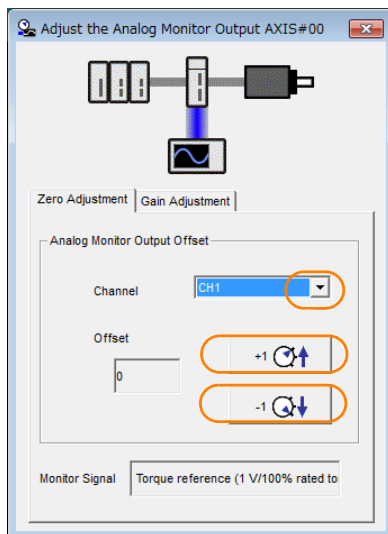 Adjust the Analog Monitor Output AXIS#00
Zero Adjustment Gain Adjustment
Analog Monitor Output Offset
Channel CH1
Offset
+1
0
-1
Monitor Signal Torque reference (1 V/100% rated to